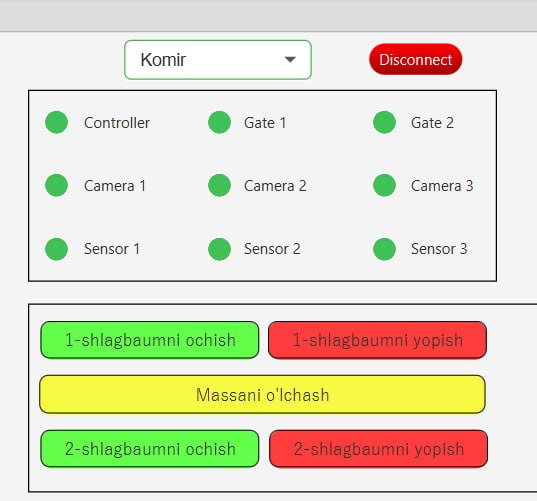 Komir
Disconnect
Controller
Gate 1
Gate 2
Camera 1
Camera 2
Camera 3
Sensor 1
Sensor 2
Sensor 3
1-shlagbaumni ochish
1-shlagbaumni yopish
Massani o'lchash
2-shlagbaumni ochish
2-shlagbaumni yopish